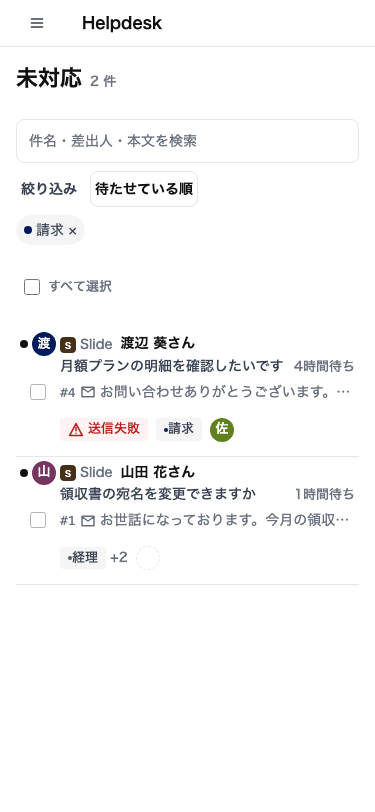 Helpdesk
未対応 2 件
件名・差出人・本文を検索
絞り込み 待たせている順
請求 ×
すべて選択
渡 S Slide 渡辺 葵さん
月額プランの明細を確認したいです 4時間待ち
#4 お問い合わせありがとうございます。…
送信失敗 •請求 佐
山 S Slide 山田 花さん
領収書の宛名を変更できますか 1時間待ち
#1 お世話になっております。今月の領収…
•経理 +2